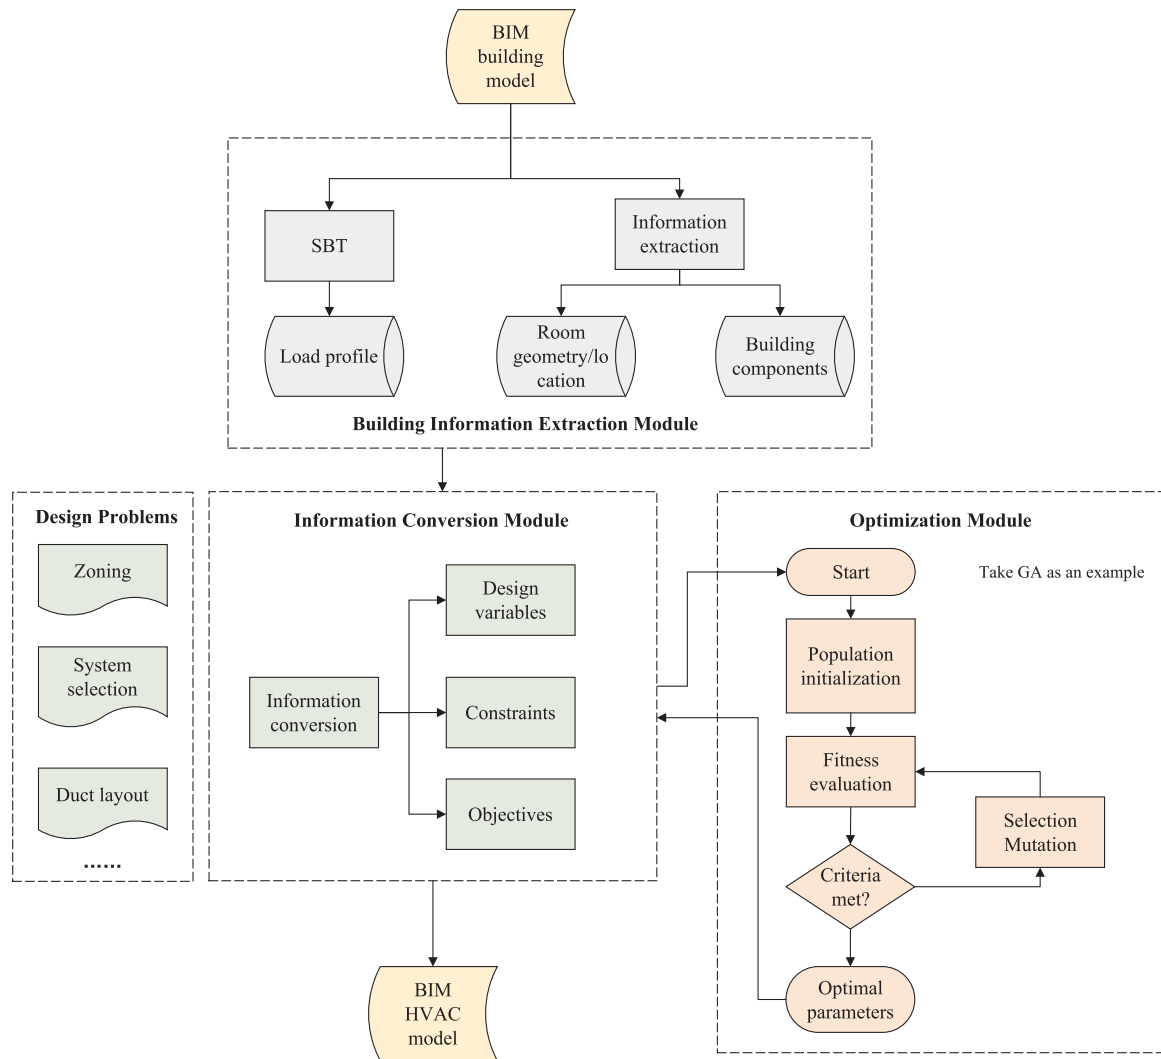 BIM
building
model
SBT
Information
extraction
Load profile
Room
geometry/lo
cation
Building
components
Building Information Extraction Module
Design Problems
Zoning
System
selection
Duct layout
......
Information Conversion Module
Design
variables
Information
conversion
Constraints
Objectives
Optimization Module
Start
Take GA as an example
Population
initialization
Fitness
evaluation
Selection
Mutation
Criteria
met?
Optimal
parameters
BIM
HVAC
model